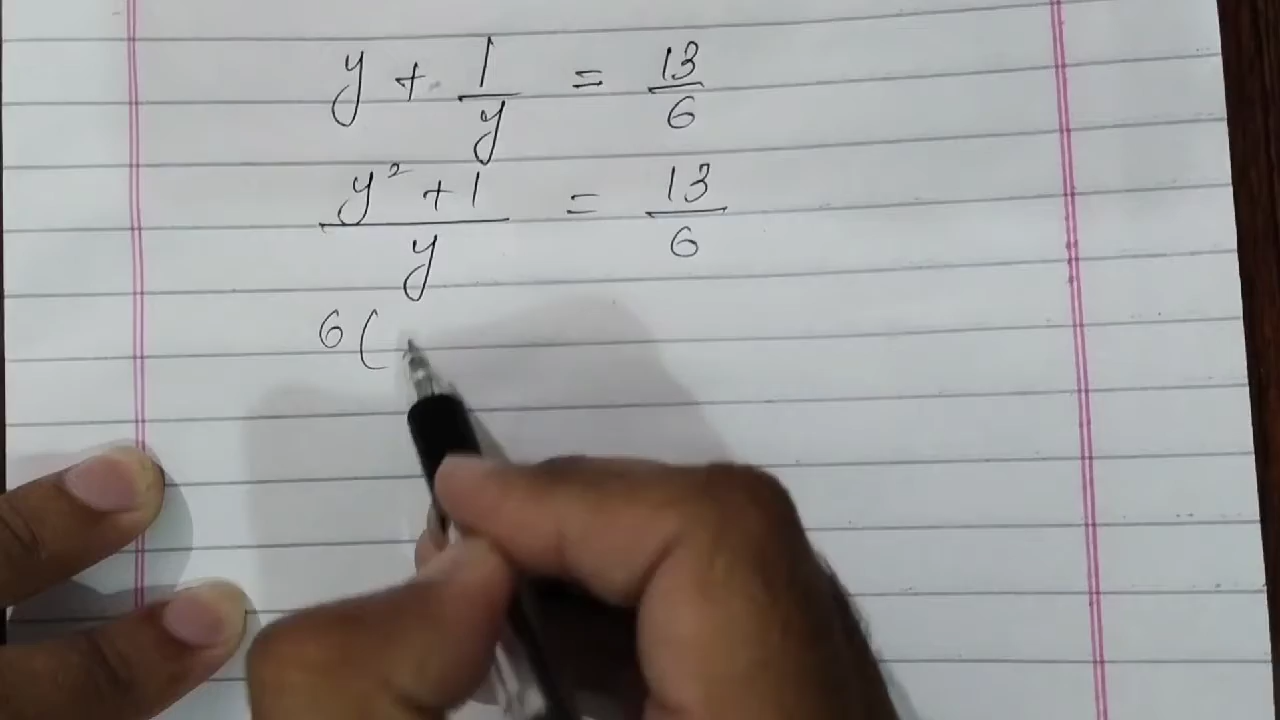 y + 1/y = 13/6
(y² + 1)/y = 13/6
6(